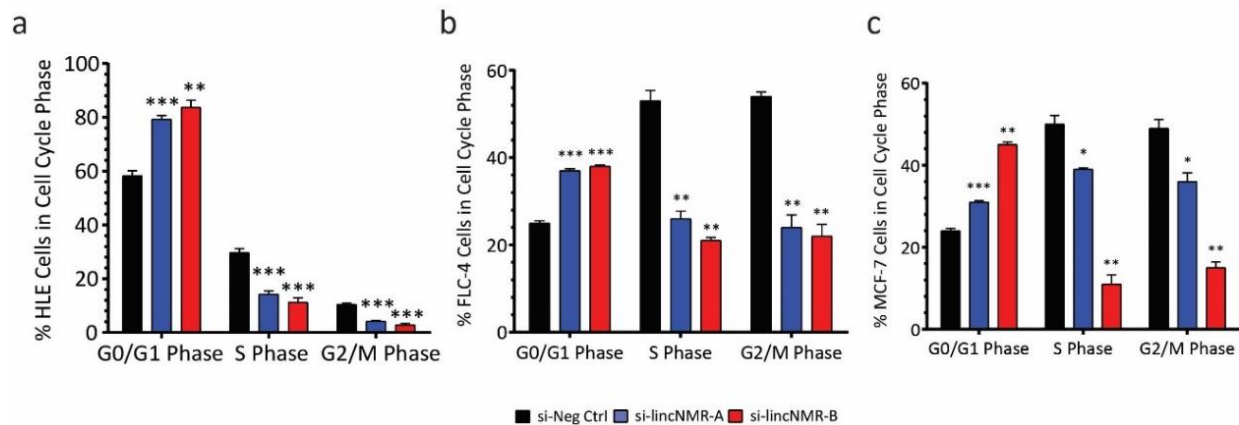 a
% HLE Cells in Cell Cycle Phase
100
80
60
40
20
0
*** **
*** ***
*** ***
G0/G1 Phase S Phase G2/M Phase
b
% FLC-4 Cells in Cell Cycle Phase
60
40
20
0
*** ***
** **
** **
G0/G1 Phase S Phase G2/M Phase
c
% MCF-7 Cells in Cell Cycle Phase
60
40
20
0
*** **
* **
* **
G0/G1 Phase S Phase G2/M Phase
si-Neg Ctrl si-lincNMR-A si-lincNMR-B